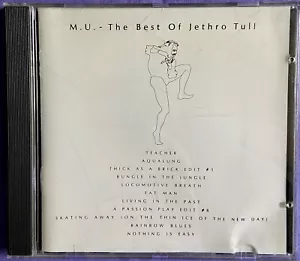 M.U.- The Best Of Jethro Tull
TEACHER
AQUALUNG
THICK AS A BRICK EDIT #1
BUNGLE IN THE JUNGLE
LOCOMOTIVE BREATH
FAT MAN
LIVING IN THE PAST
A PASSION PLAY EDIT #8
SKATING AWAY (ON THE THIN ICE OF THE NEW DAY)
RAINBOW BLUES
NOTHING IS EASY